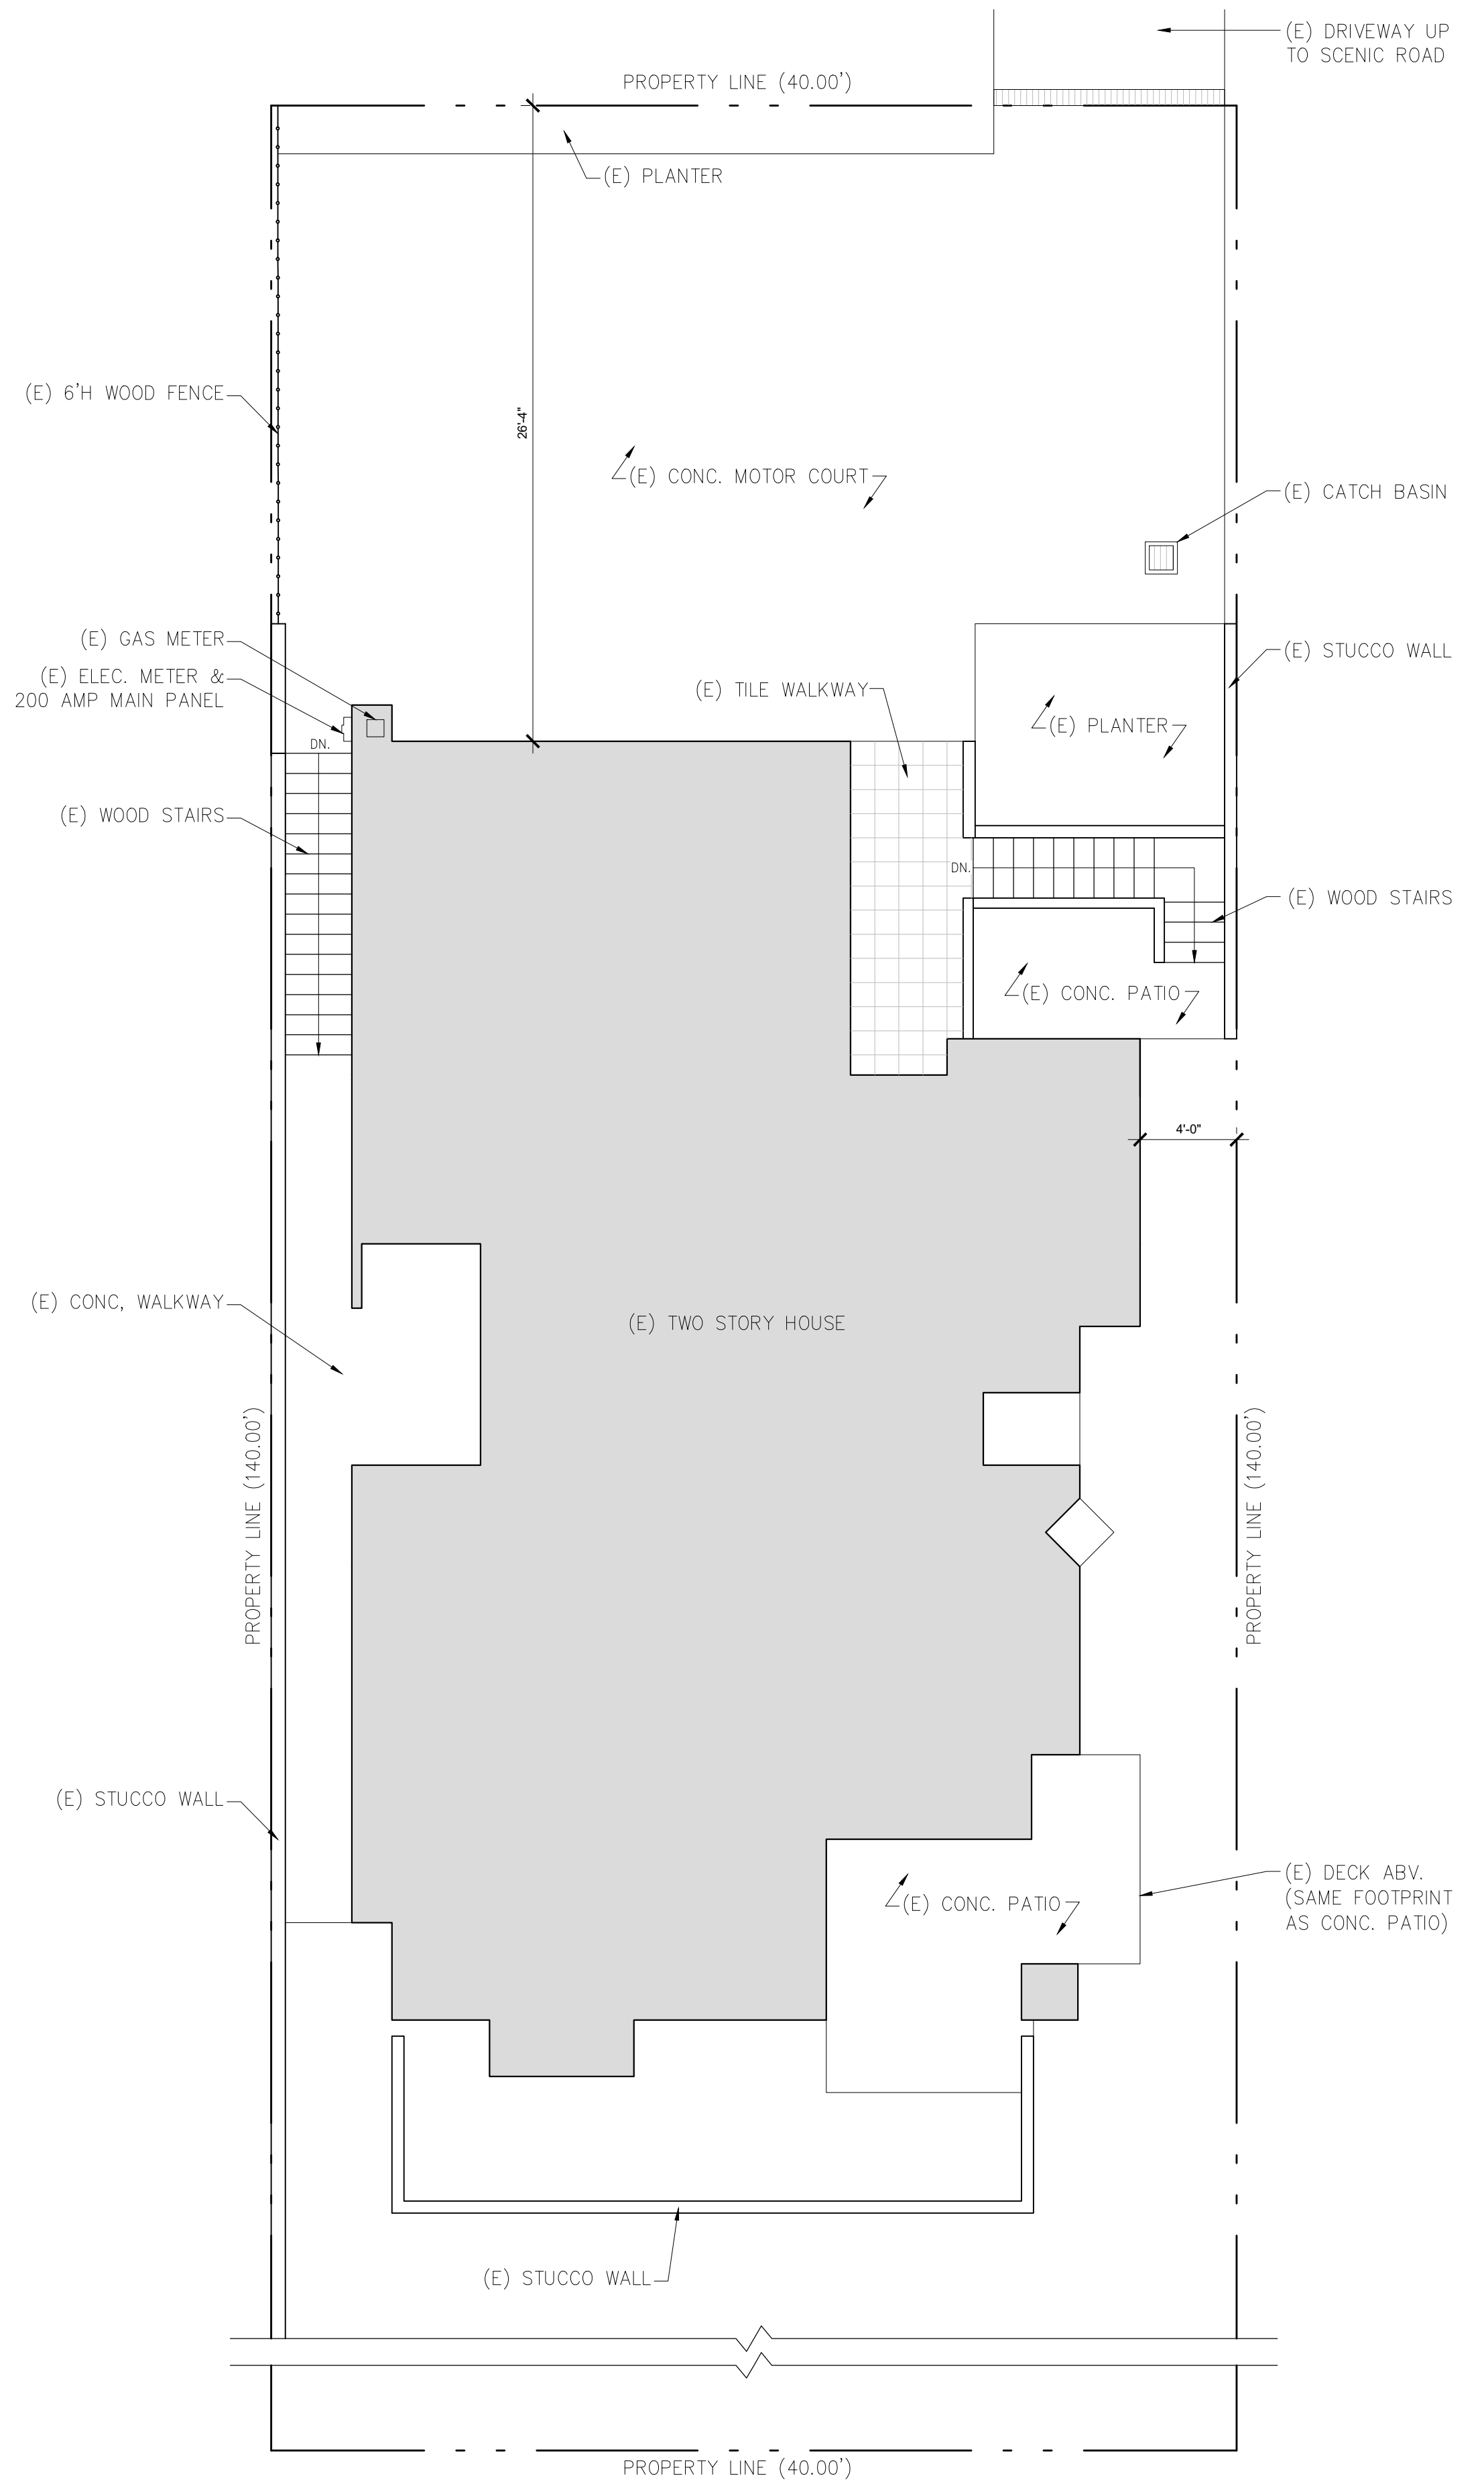 (E) DRIVEWAY UP
TO SCENIC ROAD
PROPERTY LINE (40.00')
(E) PLANTER
(E) 6'H WOOD FENCE
26'-4"
(E) CONC. MOTOR COURT
(E) CATCH BASIN
(E) GAS METER
(E) STUCCO WALL
(E) ELEC. METER &
200 AMP MAIN PANEL
(E) TILE WALKWAY
(E) PLANTER
DN.
(E) WOOD STAIRS
DN.
(E) WOOD STAIRS
(E) CONC. PATIO
4'-0"
(E) CONC, WALKWAY
(E) TWO STORY HOUSE
PROPERTY LINE (140.00')
PROPERTY LINE (140.00')
(E) STUCCO WALL
(E) DECK ABV.
(SAME FOOTPRINT
AS CONC. PATIO)
(E) CONC. PATIO
(E) STUCCO WALL
PROPERTY LINE (40.00')